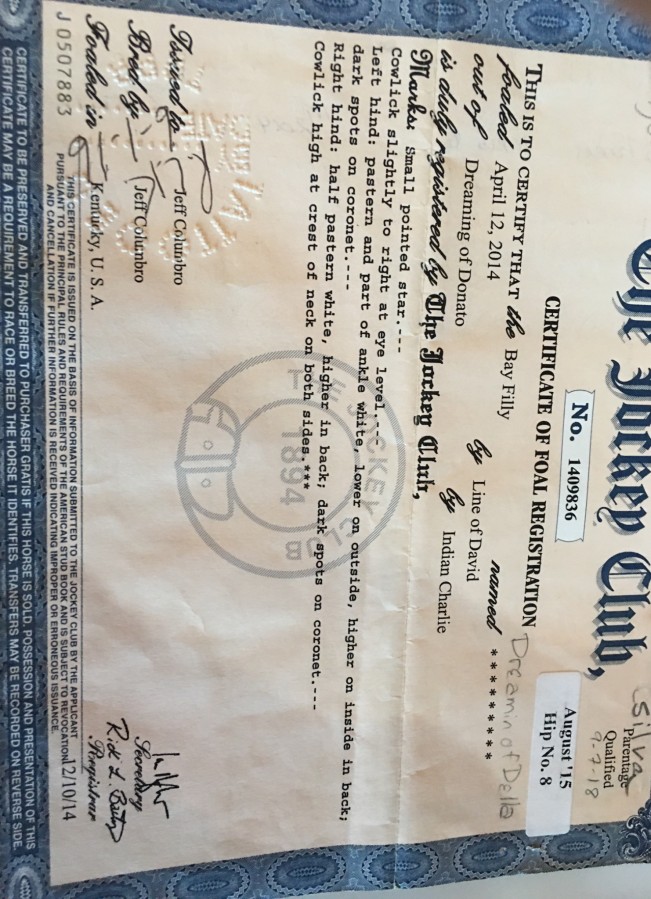 Silva
Parentage
Qualified
9-7-18
The Jockey Club,
No. 1409836
August '15
Hip No. 8
CERTIFICATE OF FOAL REGISTRATION
Dreamin of Della
THIS IS TO CERTIFY THAT the Bay Filly named **********
foaled April 12, 2014 by Line of David
out of Dreaming of Donato by Indian Charlie
is duly registered by The Jockey Club,
Marks: Small pointed star.---
Cowlick slightly to right at eye level.---
Left hind: pastern and part of ankle white, lower on outside, higher on inside in back;
dark spots on coronet.---
Right hind: half pastern white, higher in back; dark spots on coronet.---
Cowlick high at crest of neck on both sides.***
THE JOCKEY CLUB
1894
Issued to Jeff Columbro
Bred by Jeff Columbro
Foaled in Kentucky, U. S. A.
Secretary
Registrar
J 0507883
THIS CERTIFICATE IS ISSUED ON THE BASIS OF INFORMATION SUBMITTED TO THE JOCKEY CLUB BY THE APPLICANT
PURSUANT TO THE PRINCIPAL RULES AND REQUIREMENTS OF THE AMERICAN STUD BOOK AND IS SUBJECT TO REVOCATION
AND CANCELLATION IF FURTHER INFORMATION IS RECEIVED INDICATING IMPROPER OR ERRONEOUS ISSUANCE.
12/10/14
CERTIFICATE TO BE PRESERVED AND TRANSFERRED TO PURCHASER GRATIS IF THIS HORSE IS SOLD. POSSESSION AND PRESENTATION OF THIS
CERTIFICATE MAY BE A REQUIREMENT TO RACE OR BREED THE HORSE IT IDENTIFIES. TRANSFERS MAY BE RECORDED ON REVERSE SIDE.